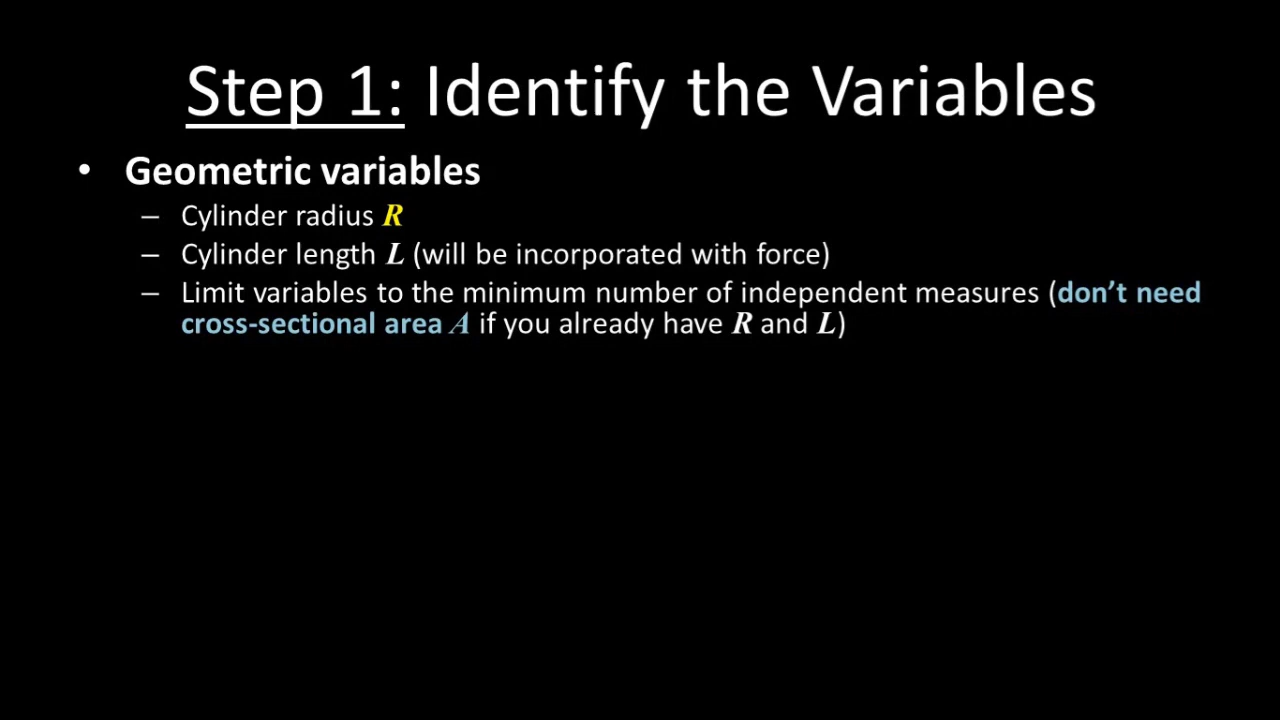 Step 1: Identify the Variables
• Geometric variables
– Cylinder radius R
– Cylinder length L (will be incorporated with force)
– Limit variables to the minimum number of independent measures (don’t need
cross-sectional area A if you already have R and L)